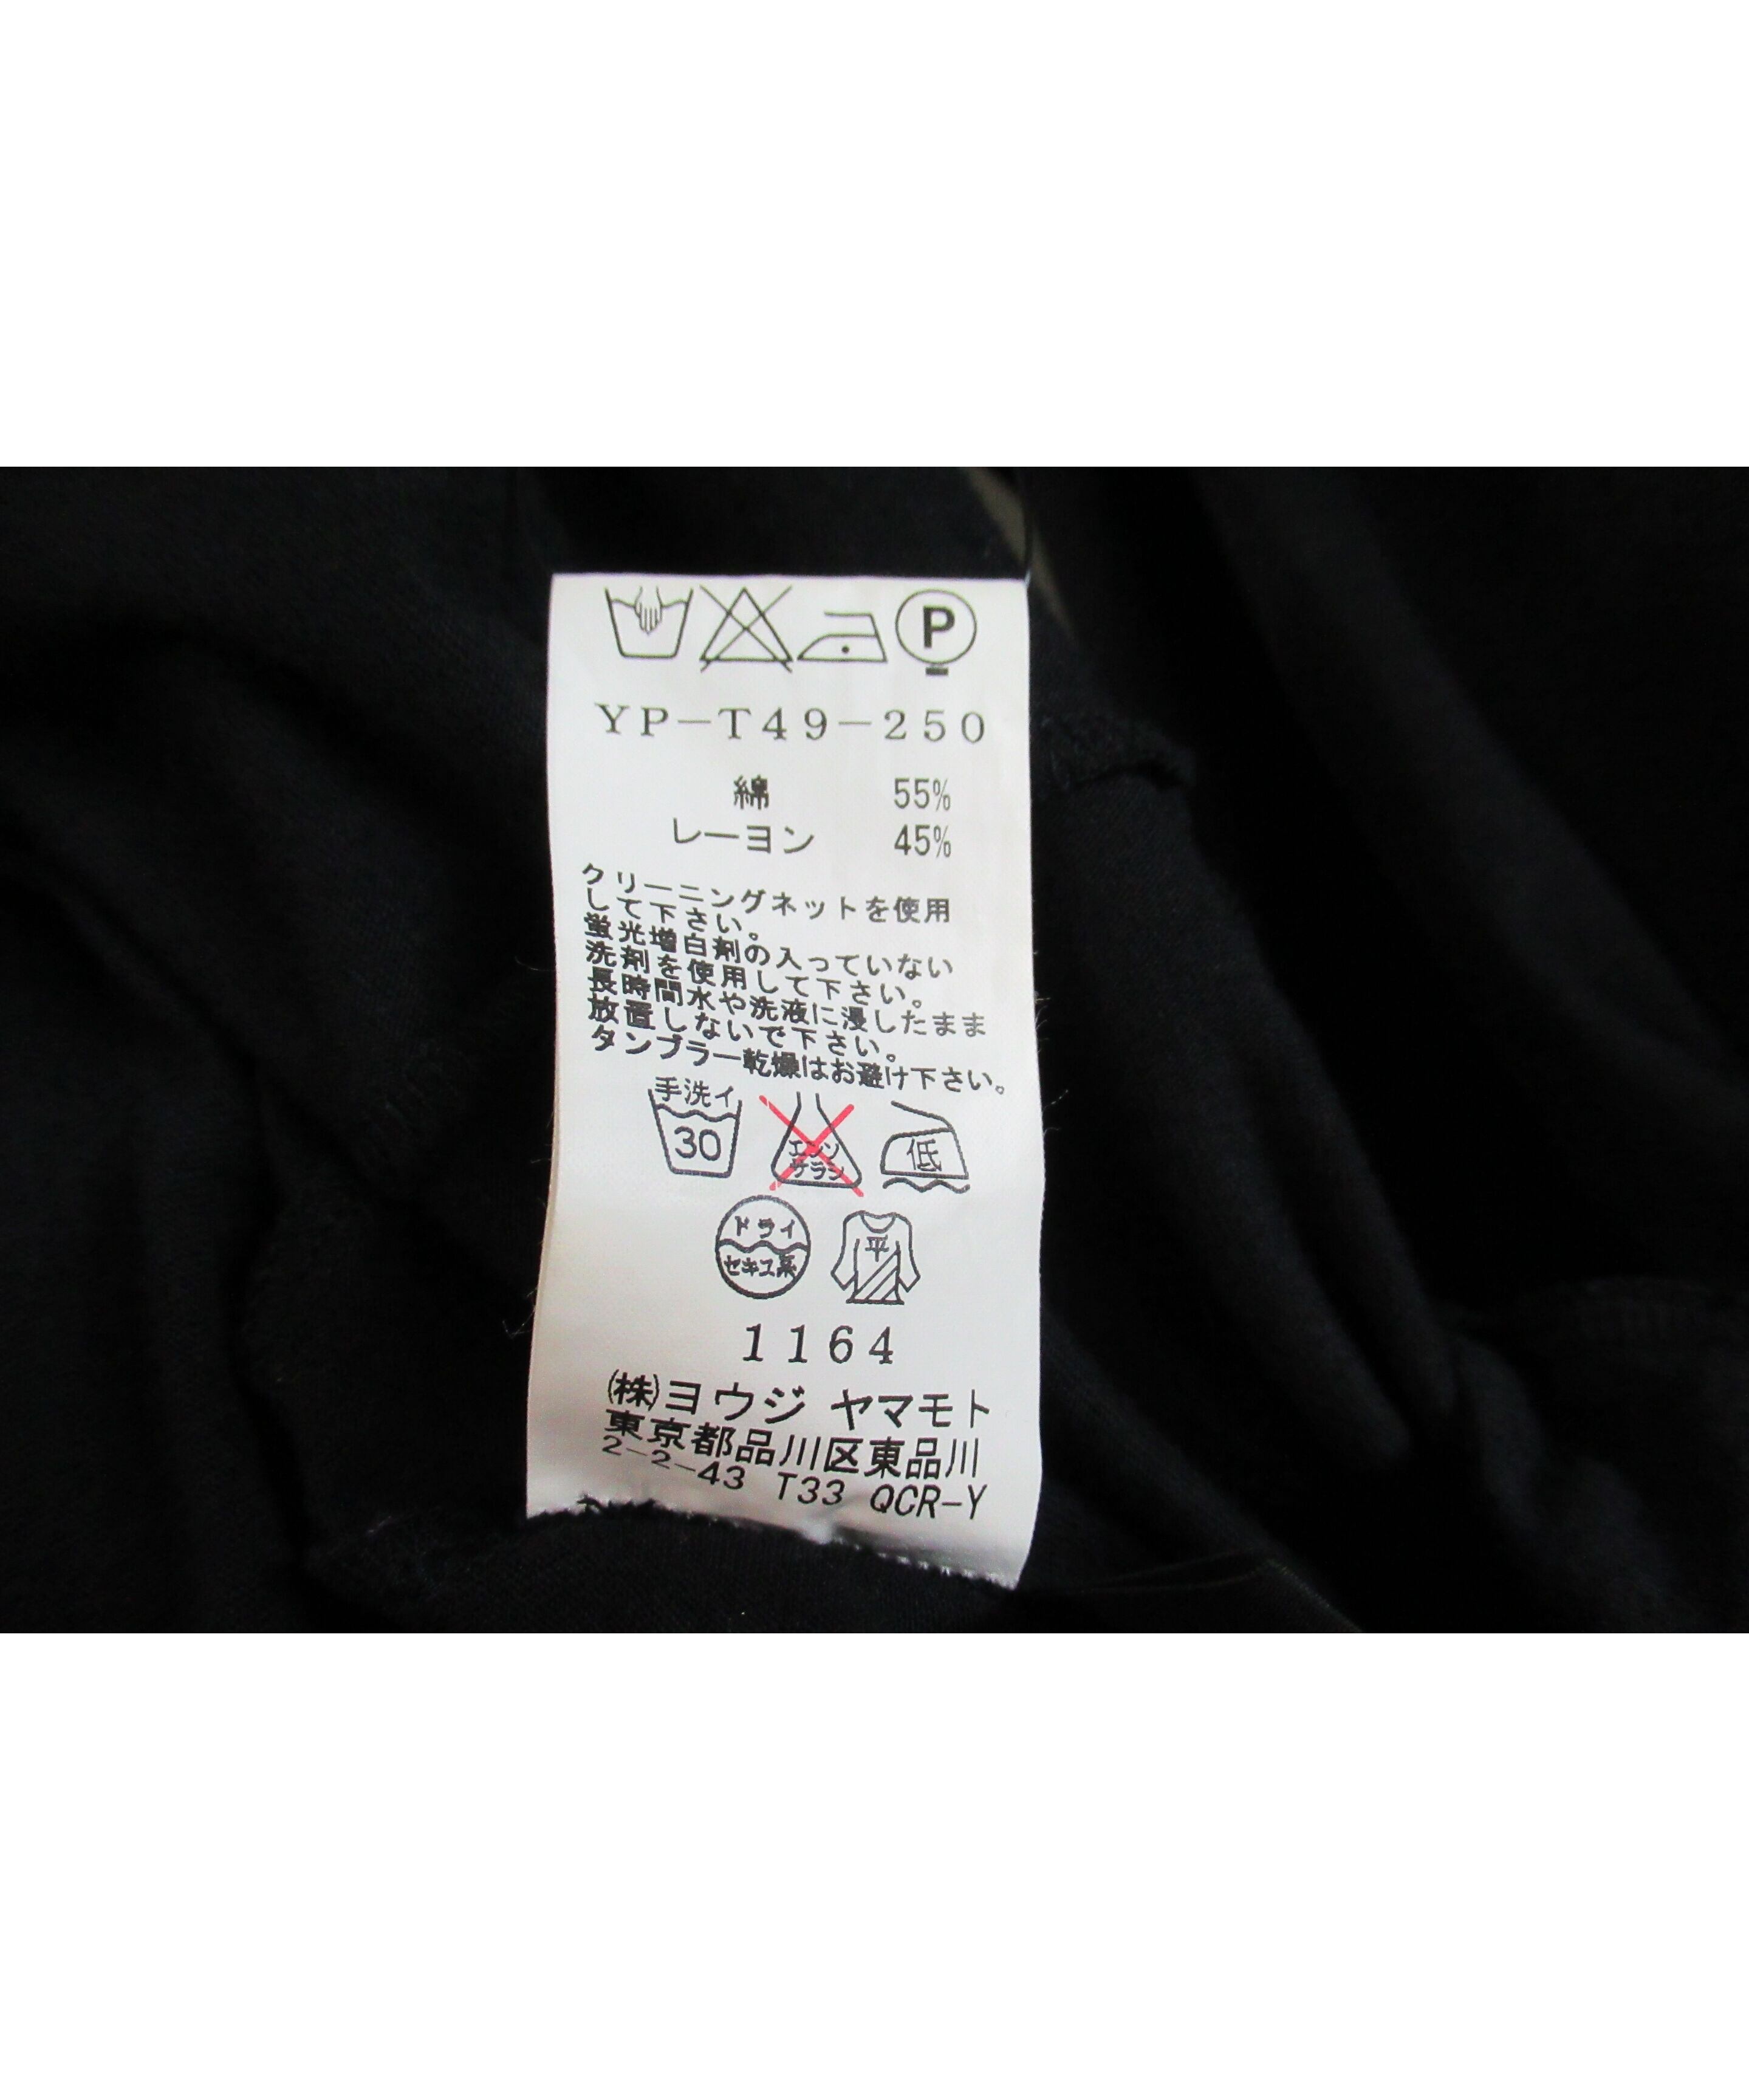 P
YP-T49-250
綿 55%
レーヨン 45%
クリーニングネットを使用
して下さい。
蛍光増白剤の入っていない
洗剤を使用して下さい。
長時間水や洗液に浸したまま
放置しないで下さい。
タンブラー乾燥はお避け下さい。
手洗イ
30
エンソ
サラシ
低
ドライ
セキユ系
平
1164
(株)ヨウジ ヤマモト
東京都品川区東品川
2-2-43 T33 QCR-Y